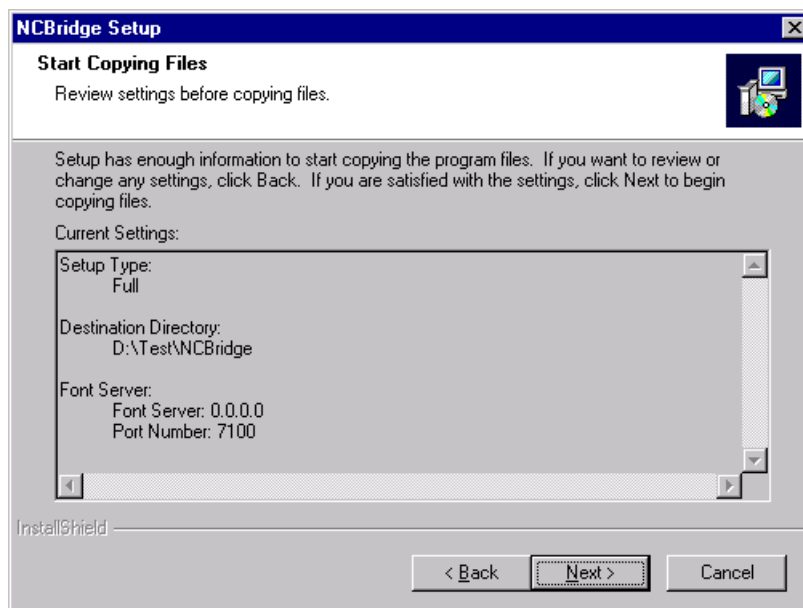 NCBridge Setup
Start Copying Files
Review settings before copying files.
Setup has enough information to start copying the program files.  If you want to review or
change any settings, click Back.  If you are satisfied with the settings, click Next to begin
copying files.
Current Settings:
Setup Type:
Full
Destination Directory:
D:\Test\NCBridge
Font Server:
Font Server: 0.0.0.0
Port Number: 7100
InstallShield
< Back
Next >
Cancel